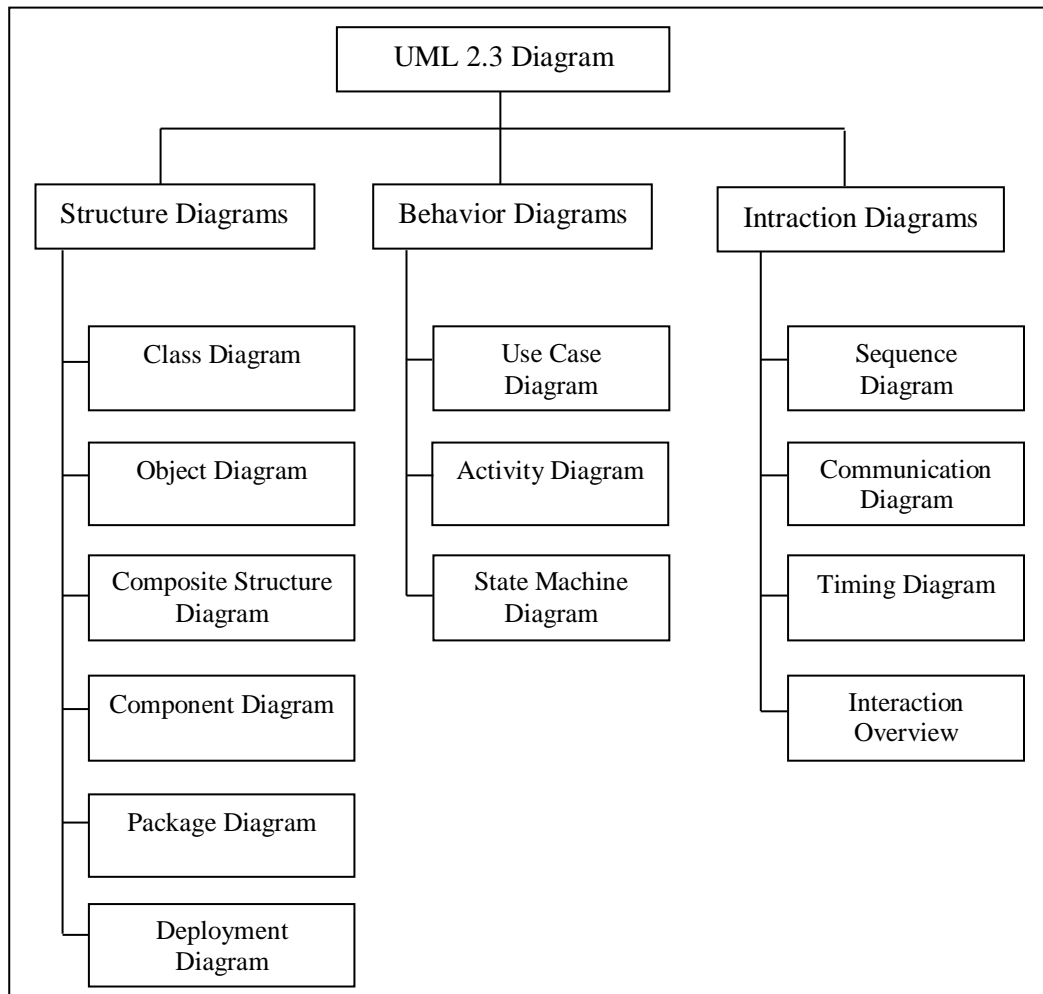 UML 2.3 Diagram
Structure Diagrams
Behavior Diagrams
Intraction Diagrams
Class Diagram
Object Diagram
Composite Structure
Diagram
Component Diagram
Package Diagram
Deployment
Diagram
Use Case
Diagram
Activity Diagram
State Machine
Diagram
Sequence
Diagram
Communication
Diagram
Timing Diagram
Interaction
Overview